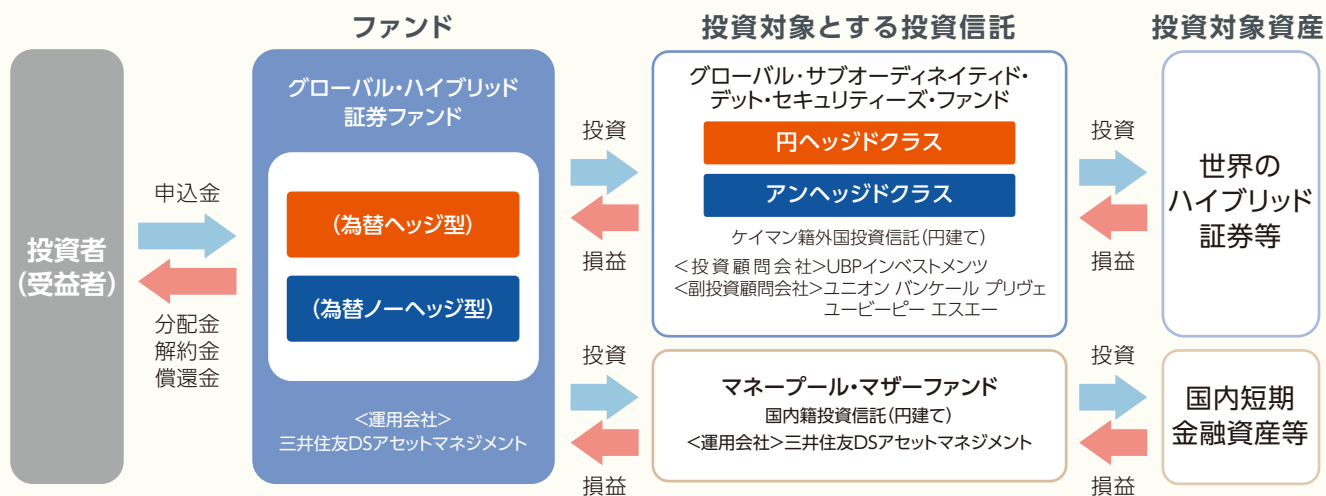 ファンド
投資対象とする投資信託
投資対象資産
投資者
(受益者)
申込金
分配金
解約金
償還金
グローバル・ハイブリッド
証券ファンド
(為替ヘッジ型)
(為替ノーヘッジ型)
<運用会社>
三井住友DSアセットマネジメント
投資
損益
グローバル・サブオーディネイティド・
デット・セキュリティーズ・ファンド
円ヘッジドクラス
アンヘッジドクラス
ケイマン籍外国投資信託(円建て)
<投資顧問会社>UBPインベストメンツ
<副投資顧問会社>ユニオン バンケール プリヴェ
ユービーピー エスエー
投資
損益
世界の
ハイブリッド
証券等
投資
損益
マネープール・マザーファンド
国内籍投資信託(円建て)
<運用会社>三井住友DSアセットマネジメント
投資
損益
国内短期
金融資産等